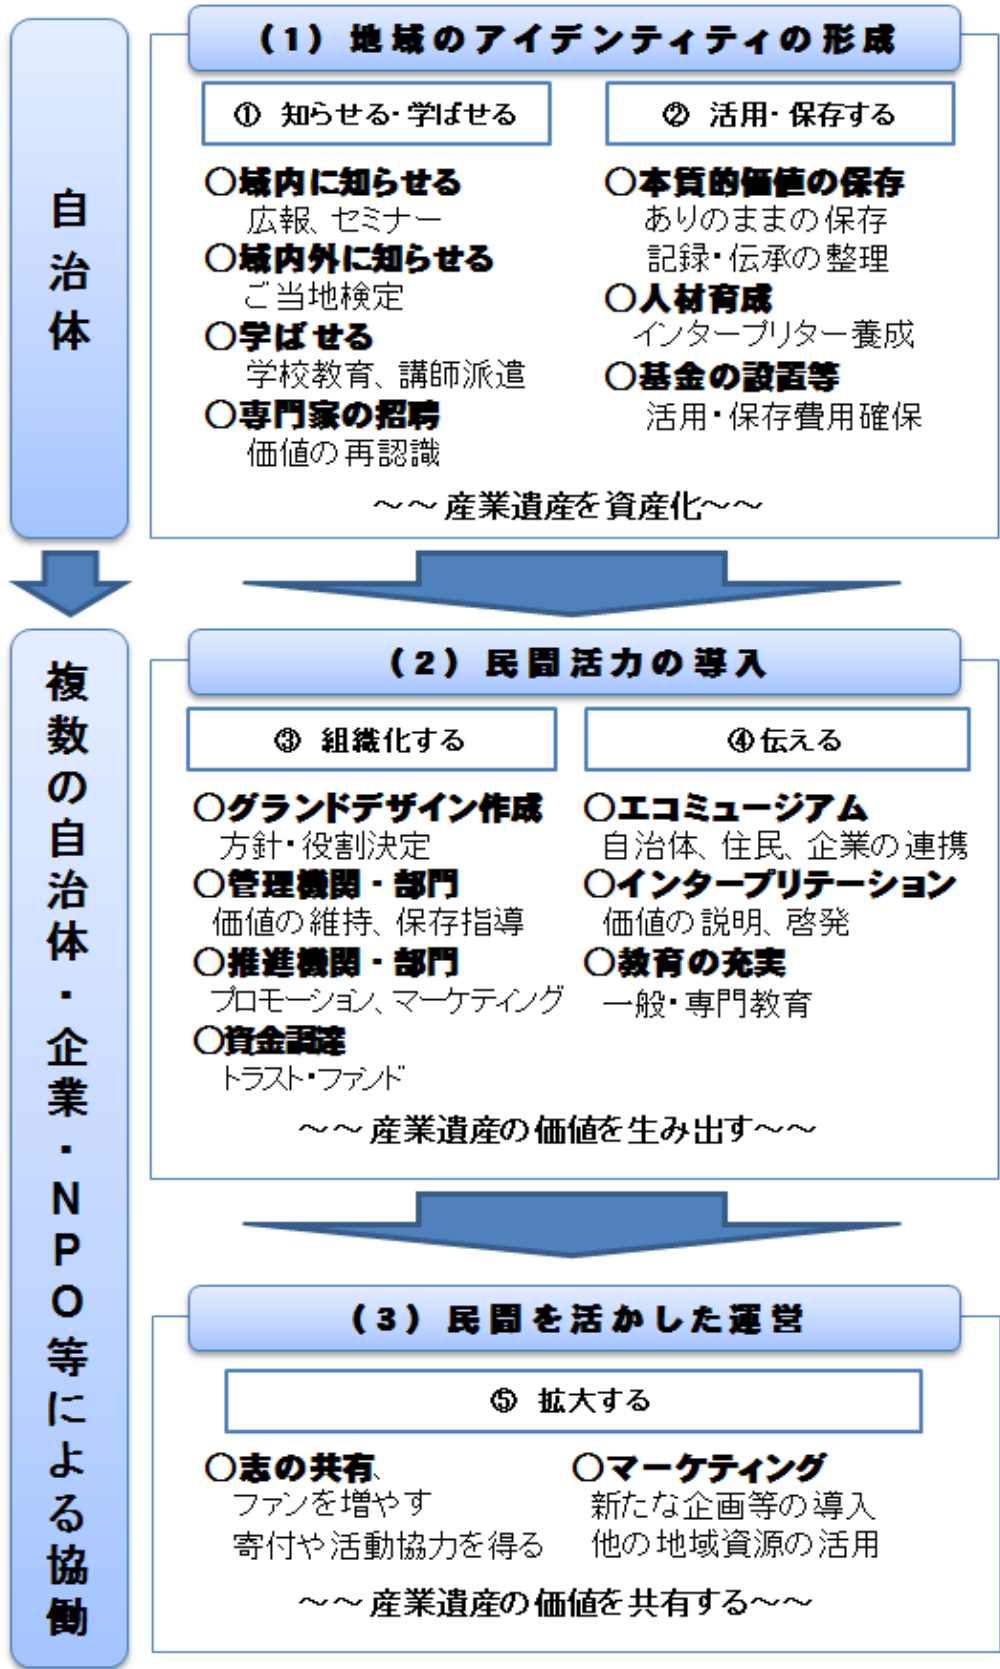 自治体
(1) 地域のアイデンティティの形成
① 知らせる・学ばせる
○域内に知らせる
広報、セミナー
○域内外に知らせる
ご当地検定
○学ばせる
学校教育、講師派遣
○専門家の招聘
価値の再認識
② 活用・保存する
○本質的価値の保存
ありのままの保存
記録・伝承の整理
○人材育成
インタープリター養成
○基金の設置等
活用・保存費用確保
～～産業遺産を資産化～～
複数の自治体・企業・NPO等による協働
(2) 民間活力の導入
③ 組織化する
○グランドデザイン作成
方針・役割決定
○管理機関・部門
価値の維持、保存指導
○推進機関・部門
プロモーション、マーケティング
○資金調達
トラスト・ファンド
④伝える
○エコミュージアム
自治体、住民、企業の連携
○インタープリテーション
価値の説明、啓発
○教育の充実
一般・専門教育
～～産業遺産の価値を生み出す～～
(3) 民間を活かした運営
⑤ 拡大する
○志の共有、
ファンを増やす
寄付や活動協力を得る
○マーケティング
新たな企画等の導入
他の地域資源の活用
～～産業遺産の価値を共有する～～